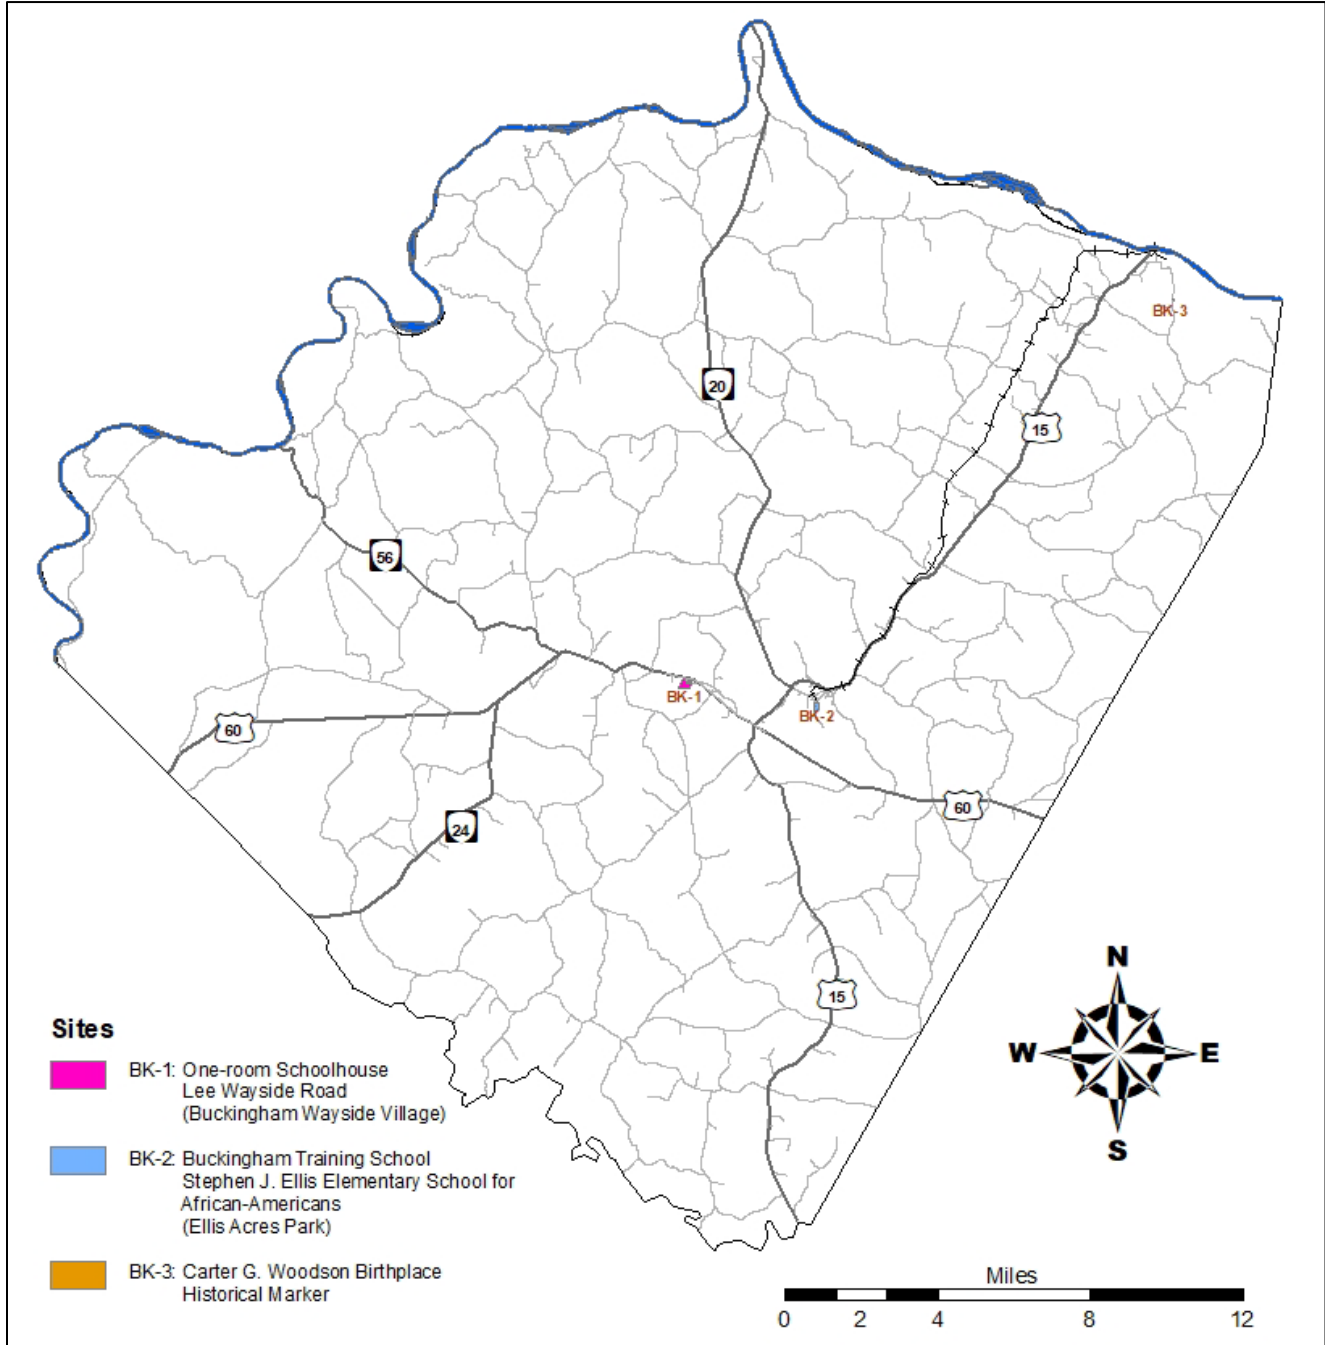 20
BK-3
15
56
BK-1
BK-2
60
60
24
15
N
W
E
S
Sites
BK-1: One-room Schoolhouse
Lee Wayside Road
(Buckingham Wayside Village)
BK-2: Buckingham Training School
Stephen J. Ellis Elementary School for
African-Americans
(Ellis Acres Park)
BK-3: Carter G. Woodson Birthplace
Historical Marker
Miles
0 2 4 8 12